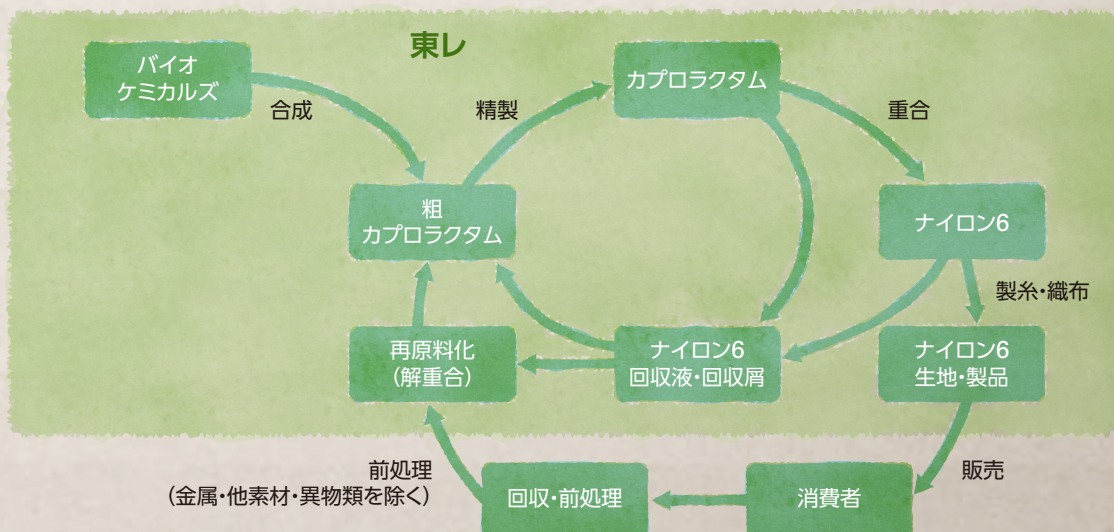 東レ
バイオ
ケミカルズ
合成
精製
カプロラクタム
重合
粗
カプロラクタム
ナイロン6
製糸・織布
再原料化
（解重合）
ナイロン6
回収液・回収屑
ナイロン6
生地・製品
前処理
（金属・他素材・異物類を除く）
回収・前処理
消費者
販売